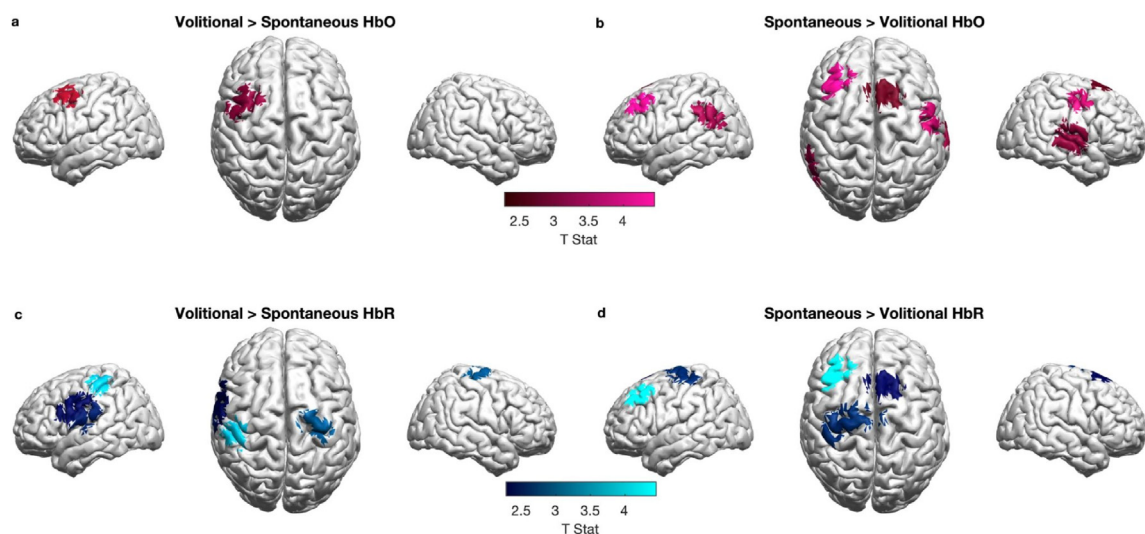 a
Volitional > Spontaneous HbO
b
Spontaneous > Volitional HbO
2.5 3 3.5 4
T Stat
c
Volitional > Spontaneous HbR
d
Spontaneous > Volitional HbR
2.5 3 3.5 4
T Stat